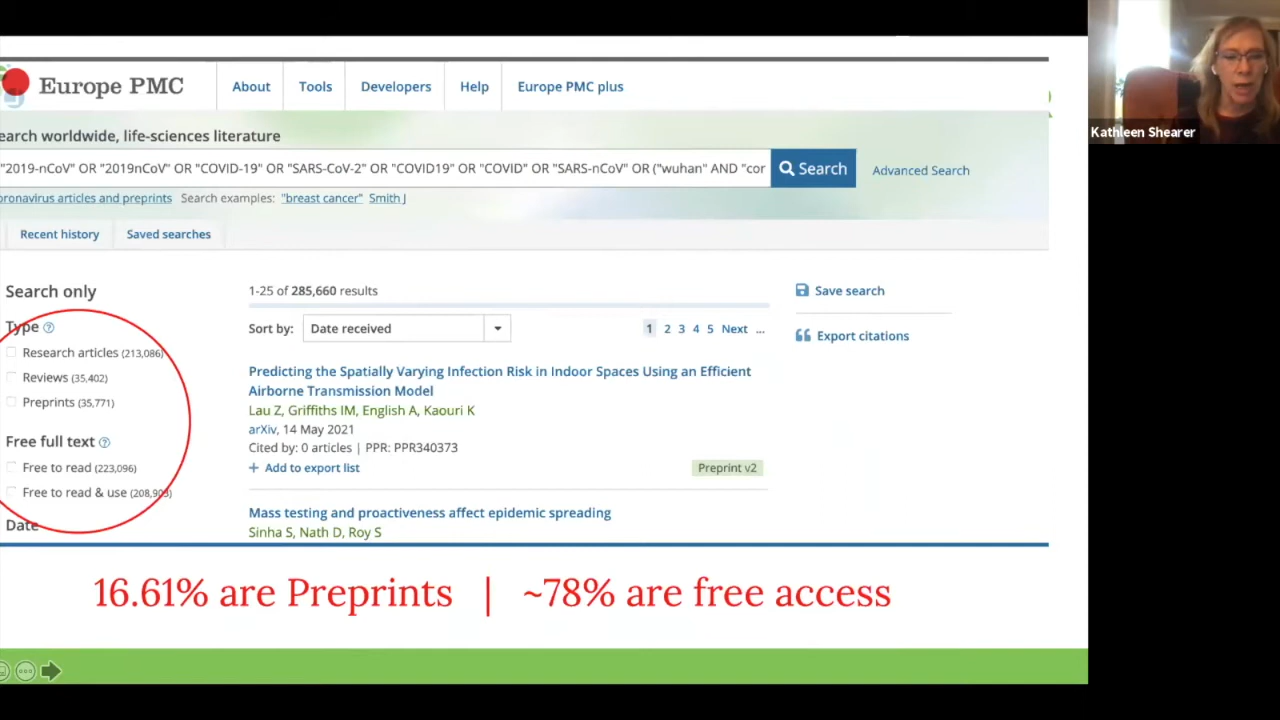 Europe PMC
About
Tools
Developers
Help
Europe PMC plus
earch worldwide, life-sciences literature
"2019-nCoV" OR "2019nCoV" OR "COVID-19" OR "SARS-CoV-2" OR "COVID19" OR "COVID" OR "SARS-nCoV" OR ("wuhan" AND "cor
Search
Advanced Search
oronavirus articles and preprints Search examples: "breast cancer" Smith J
Recent history
Saved searches
Search only
Type ?
Research articles (213,086)
Reviews (35,402)
Preprints (35,771)
Free full text ?
Free to read (223,096)
Free to read & use (208,903)
Date
1-25 of 285,660 results
Sort by: Date received
1 2 3 4 5 Next ...
Predicting the Spatially Varying Infection Risk in Indoor Spaces Using an Efficient
Airborne Transmission Model
Lau Z, Griffiths IM, English A, Kaouri K
arXiv, 14 May 2021
Cited by: 0 articles | PPR: PPR340373
+ Add to export list
Preprint v2
Mass testing and proactiveness affect epidemic spreading
Sinha S, Nath D, Roy S
Save search
Export citations
16.61% are Preprints | ~78% are free access
Kathleen Shearer